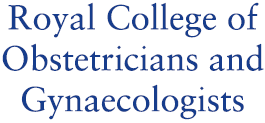 Royal College of
Obstetricians and
Gynaecologists